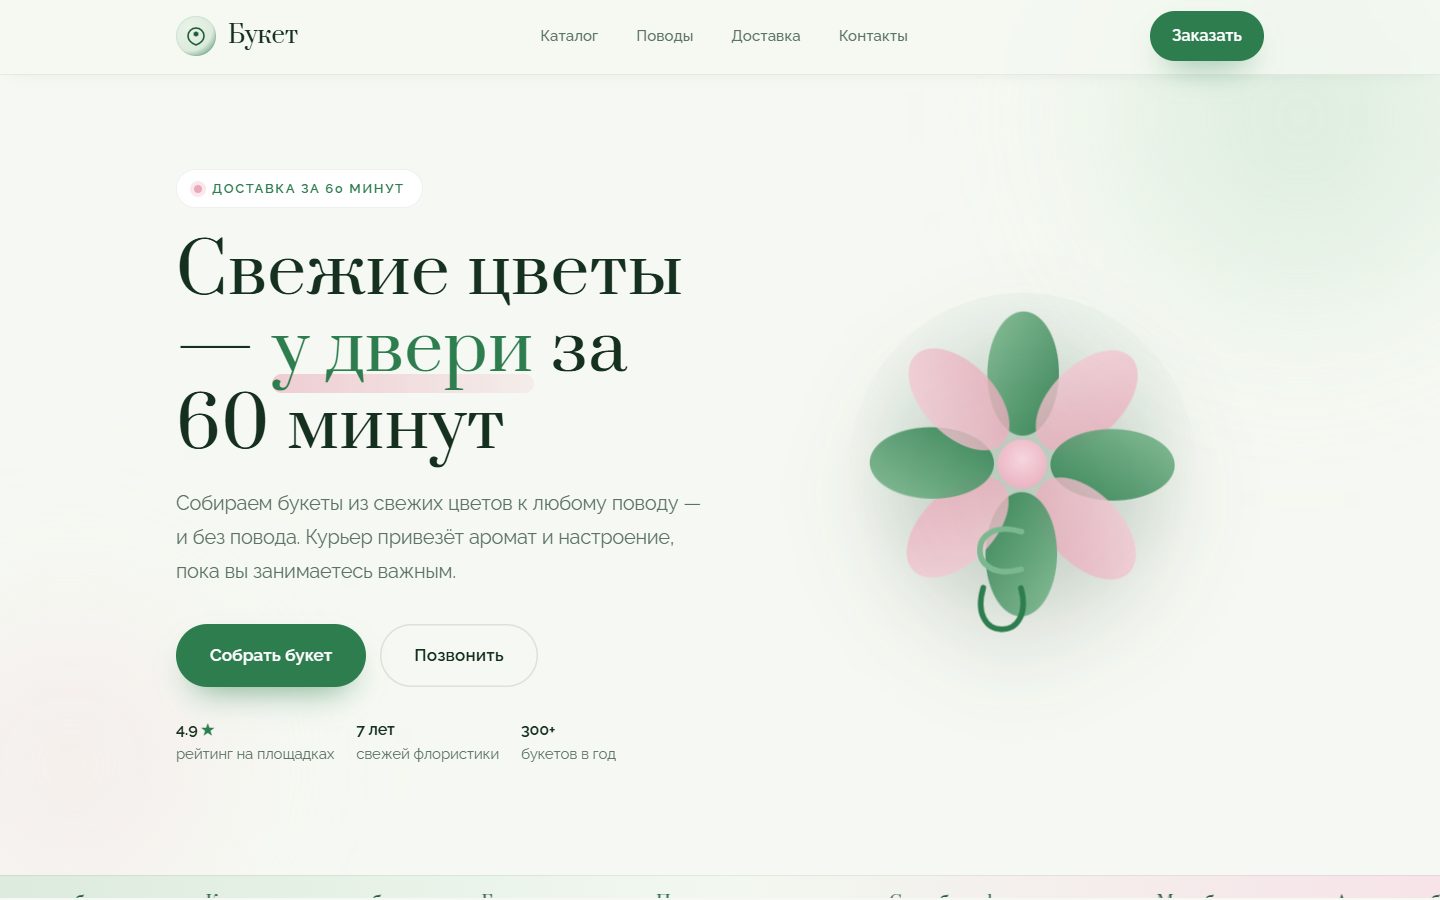 Букет
Каталог
Поводы
Доставка
Контакты
Заказать
ДОСТАВКА ЗА 60 МИНУТ
Свежие цветы
— у двери за
60 минут
Собираем букеты из свежих цветов к любому поводу —
и без повода. Курьер привезёт аромат и настроение,
пока вы занимаетесь важным.
Собрать букет
Позвонить
4.9 ★
рейтинг на площадках
7 лет
свежей флористики
300+
букетов в год